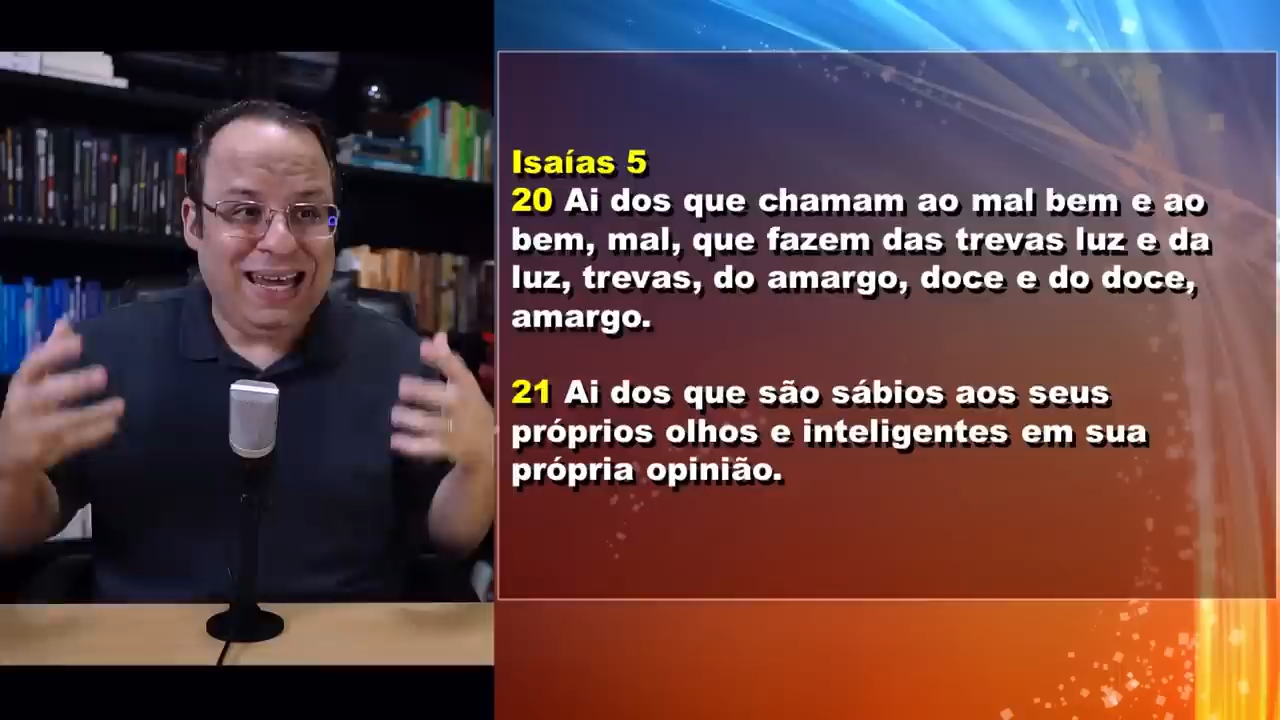 Isaías 5
20 Ai dos que chamam ao mal bem e ao
bem, mal, que fazem das trevas luz e da
luz, trevas, do amargo, doce e do doce,
amargo.
21 Ai dos que são sábios aos seus
próprios olhos e inteligentes em sua
própria opinião.